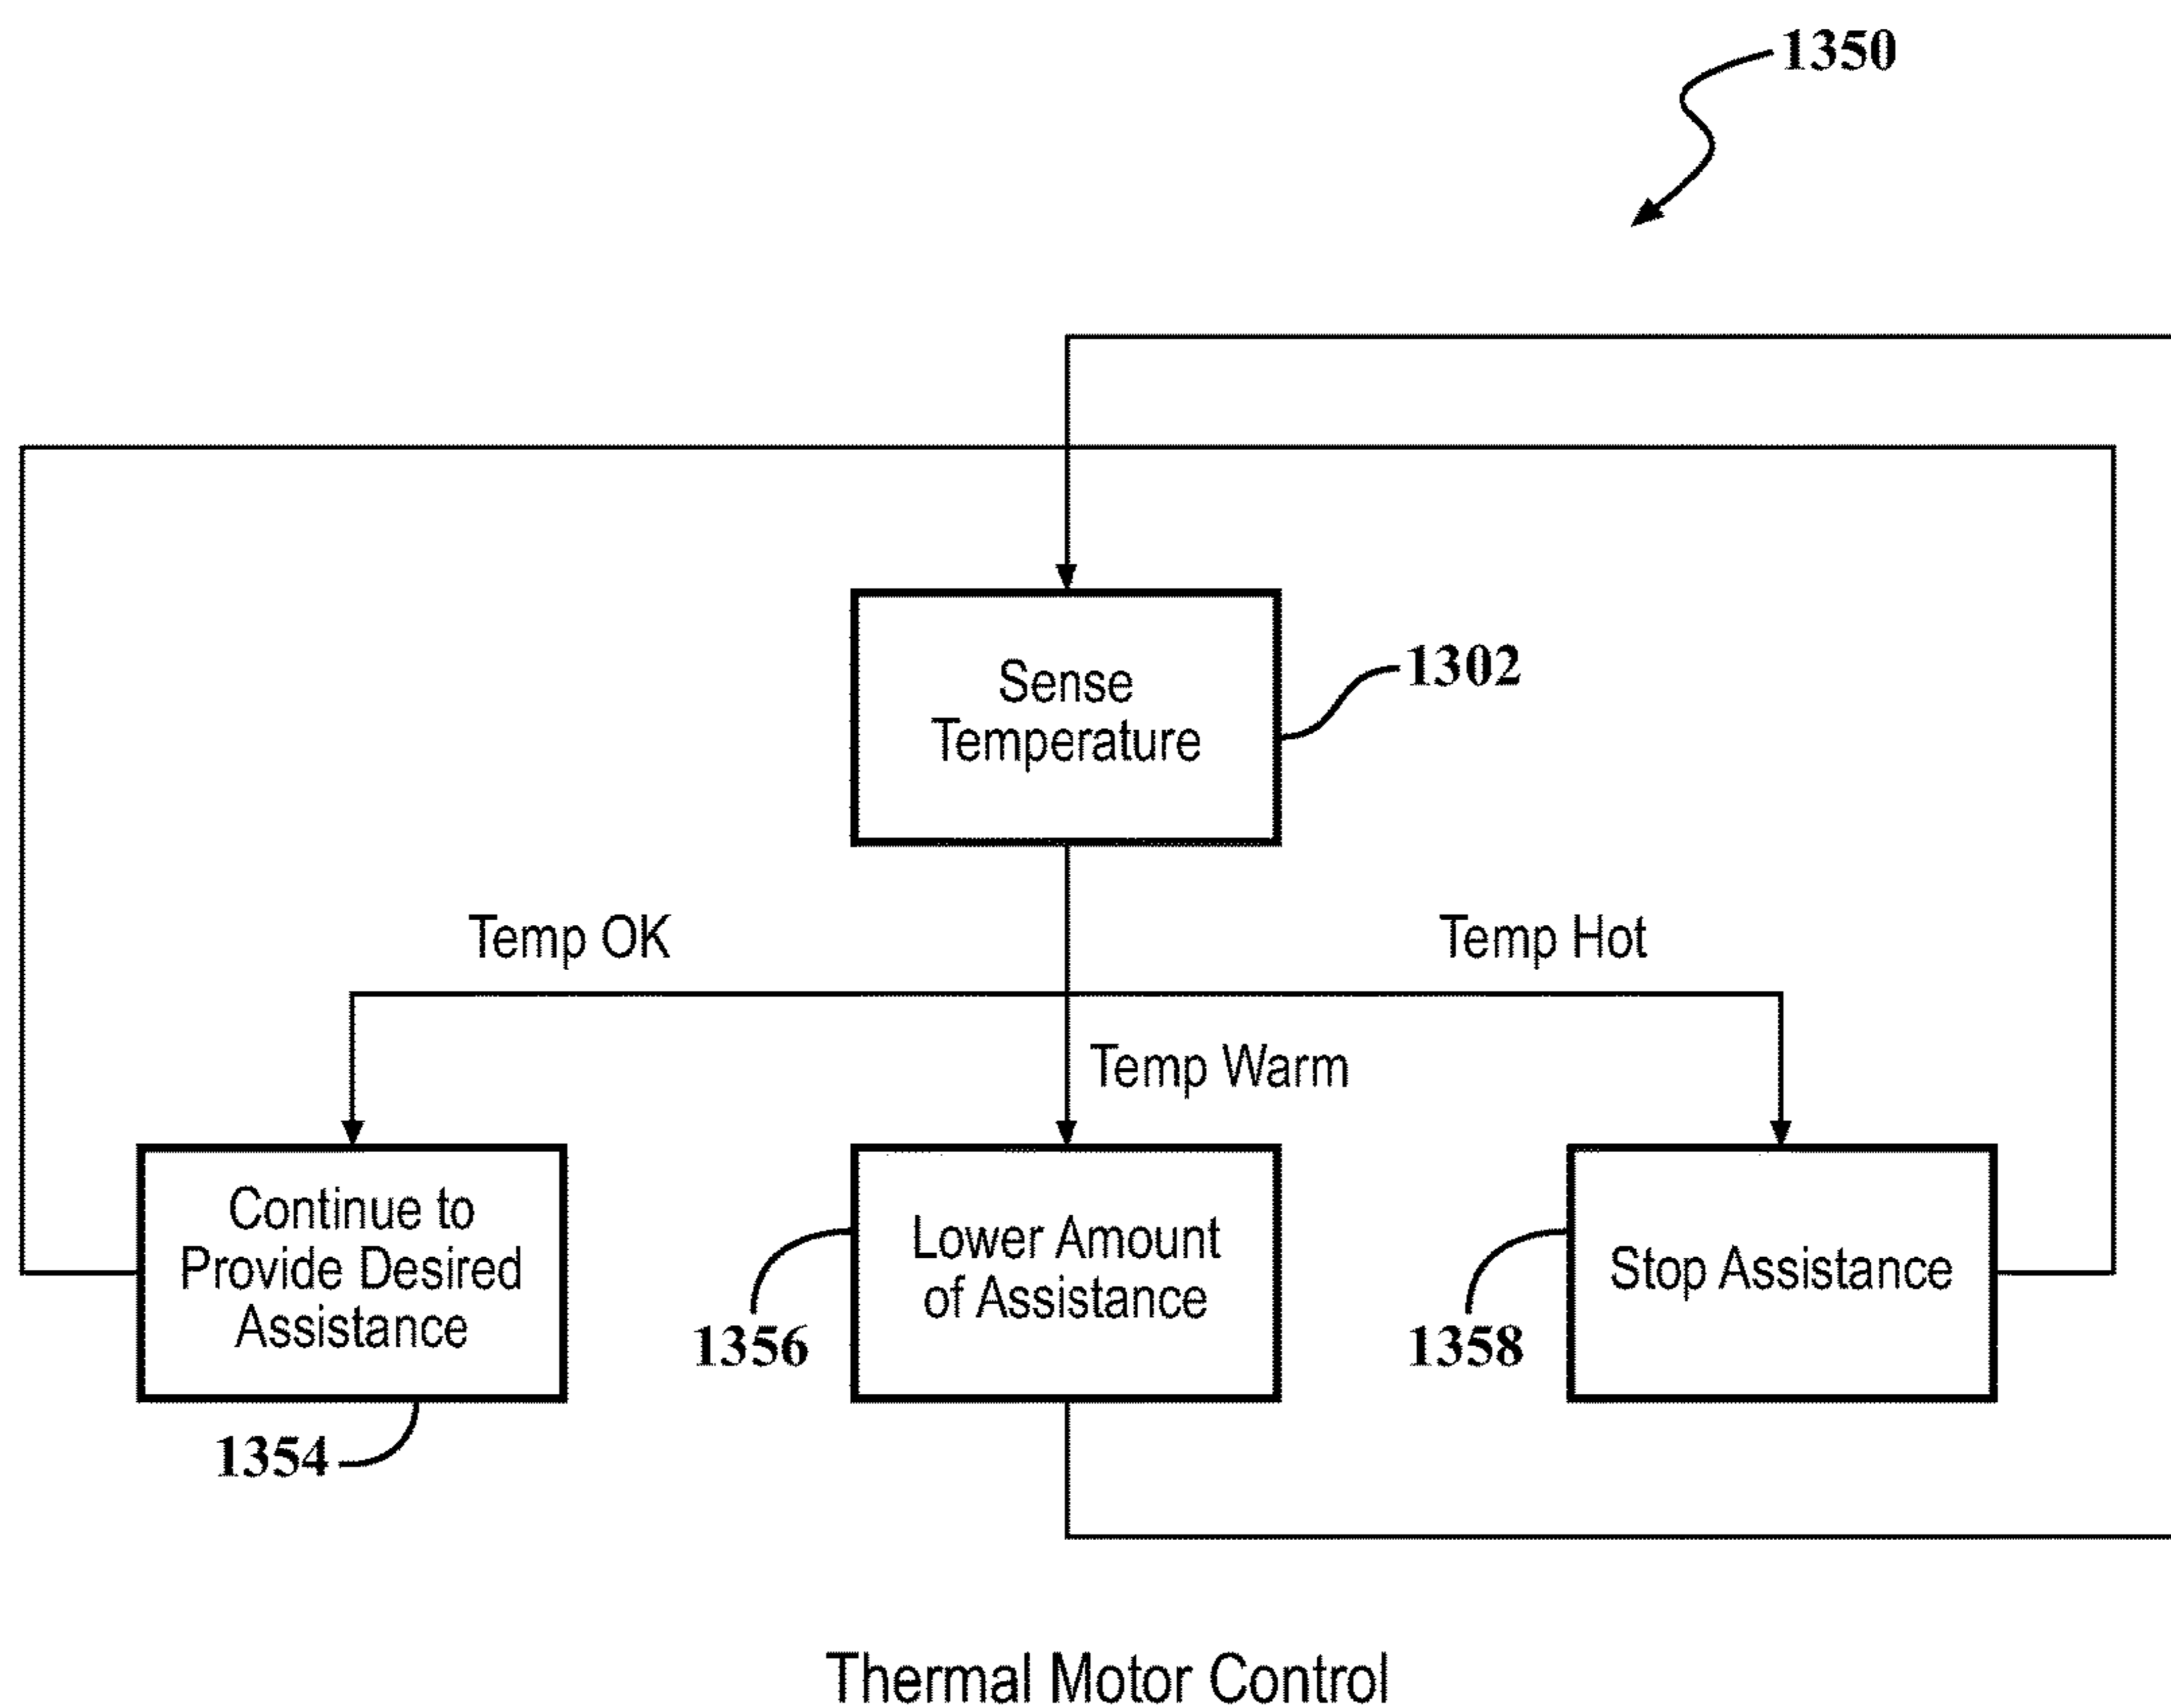 1350
Sense
Temperature
1302
Temp OK
Temp Hot
Temp Warm
Continue to
Provide Desired
Assistance
1354
Lower Amount
of Assistance
1356
Stop Assistance
1358
Thermal Motor Control